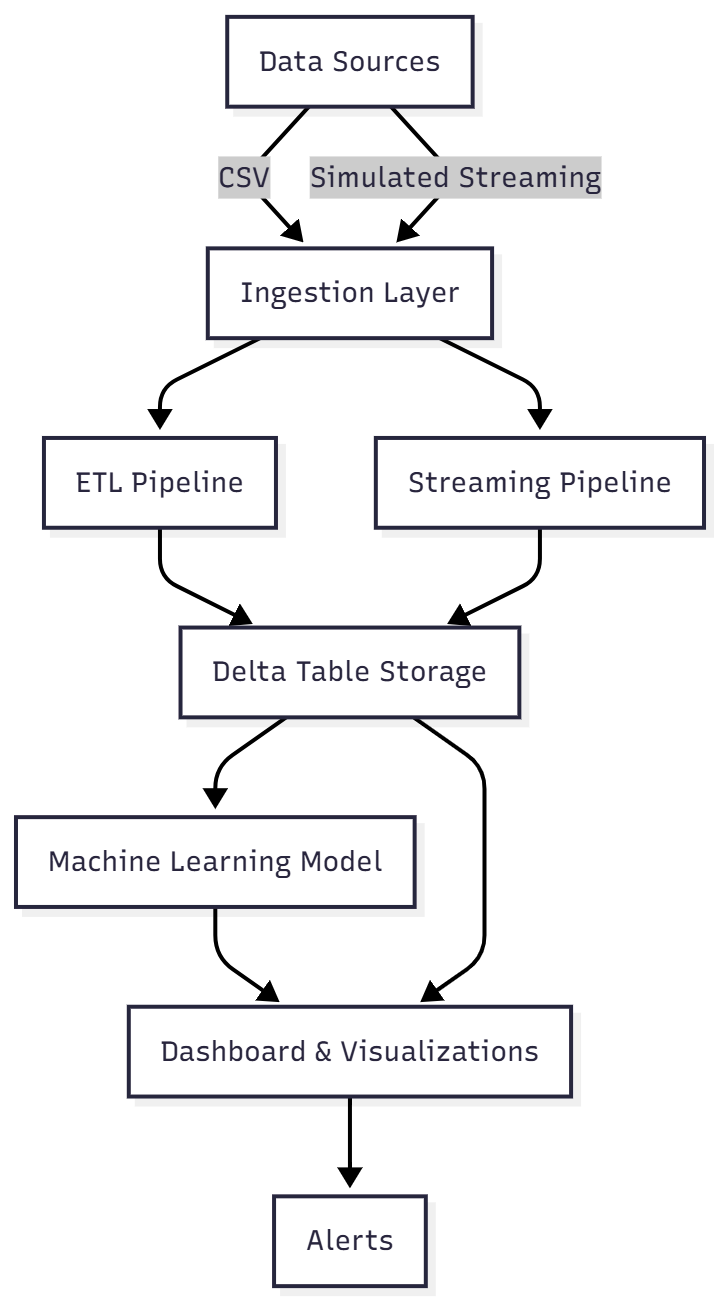 Data Sources
CSV
Simulated Streaming
Ingestion Layer
ETL Pipeline
Streaming Pipeline
Delta Table Storage
Machine Learning Model
Dashboard & Visualizations
Alerts